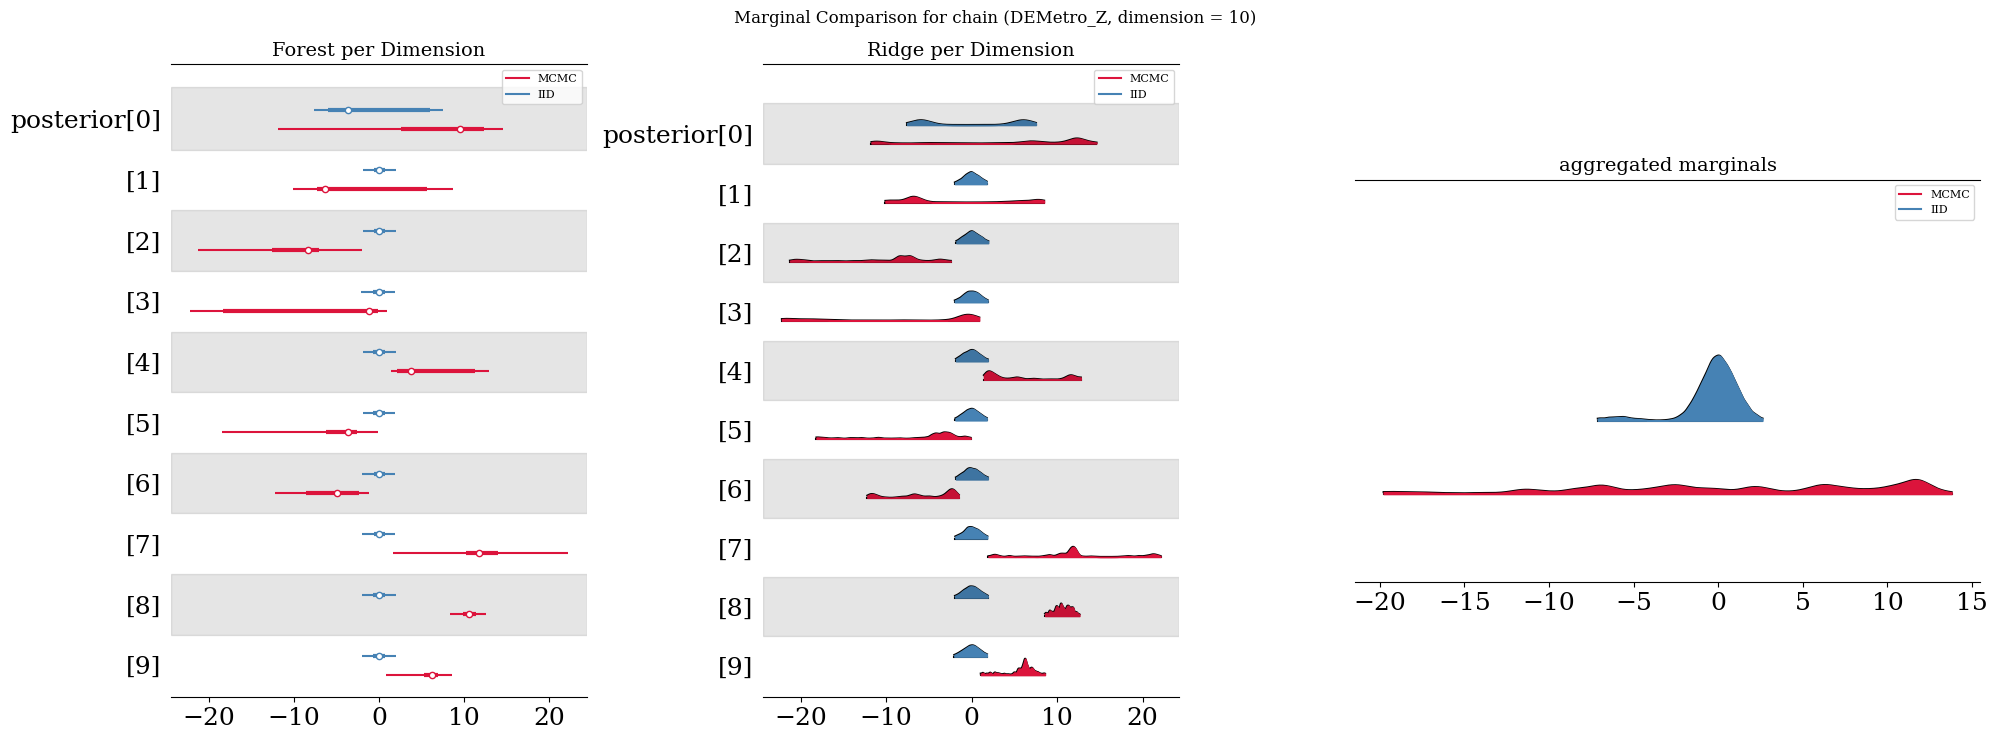 Marginal Comparison for chain (DEMetro_Z, dimension = 10)
Forest per Dimension
MCMC
IID
posterior[0]
[1]
[2]
[3]
[4]
[5]
[6]
[7]
[8]
[9]
−20 −10 0 10 20
Ridge per Dimension
MCMC
IID
posterior[0]
[1]
[2]
[3]
[4]
[5]
[6]
[7]
[8]
[9]
−20 −10 0 10 20
aggregated marginals
MCMC
IID
−20 −15 −10 −5 0 5 10 15